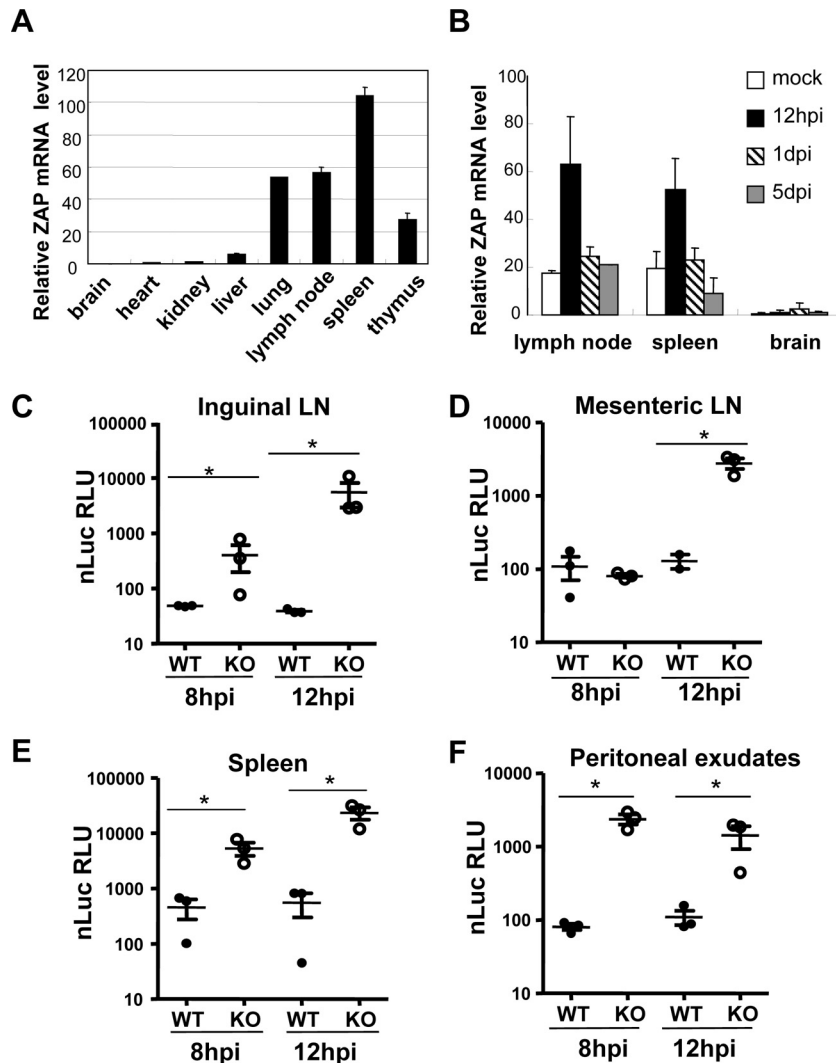 A
Relative ZAP mRNA level
120
100
80
60
40
20
0
brain
heart
kidney
liver
lung
lymph node
spleen
thymus
B
Relative ZAP mRNA level
100
80
60
40
20
0
mock
12hpi
1dpi
5dpi
lymph node
spleen
brain
C
Inguinal LN
nLuc RLU
100000
10000
1000
100
10
*
*
WT
KO
WT
KO
8hpi
12hpi
D
Mesenteric LN
nLuc RLU
10000
1000
100
10
*
WT
KO
WT
KO
8hpi
12hpi
E
Spleen
nLuc RLU
100000
10000
1000
100
10
*
*
WT
KO
WT
KO
8hpi
12hpi
F
Peritoneal exudates
nLuc RLU
10000
1000
100
10
*
*
WT
KO
WT
KO
8hpi
12hpi